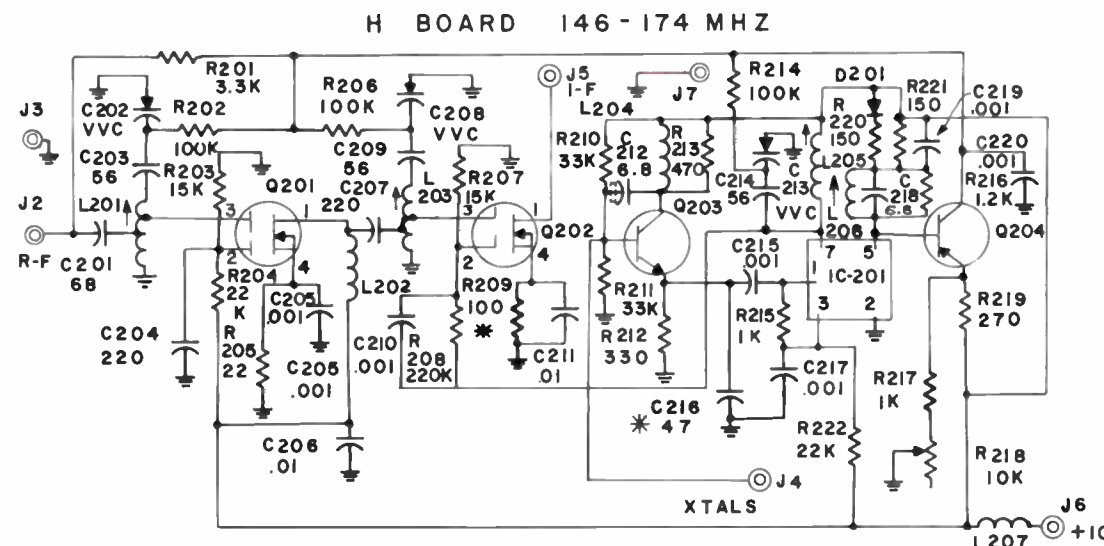 H BOARD 146-174 MHZ
R201
3.3K
J3
C202
VVC
R202
100K
R206
100K
C208
VVC
J5
I-F
L204
J7
R214
100K
D201
R
220
150
R221
150
C219
.001
C203
56
R203
15K
C209
56
R207
15K
R210
33K
C
212
6.8
R
213
470
C214
56
C
213
VVC
L205
C
218
6.8
C220
.001
R216
1.2K
J2
R-F
L201
C201
68
Q201
C207
220
L
203
Q202
Q203
L
206
Q204
3
1
2
4
3
1
2
4
C215
.001
7
5
1
IC-201
3
2
C204
220
R204
22
K
R
205
22
C205
.001
C205
.001
L202
C210
.001
R
208
220K
R209
100
*
C211
.01
R211
33K
R212
330
R215
1K
C217
.001
R219
270
R217
1K
C206
.01
* C216
47
R222
22K
R218
10K
J4
XTALS
J6
L207